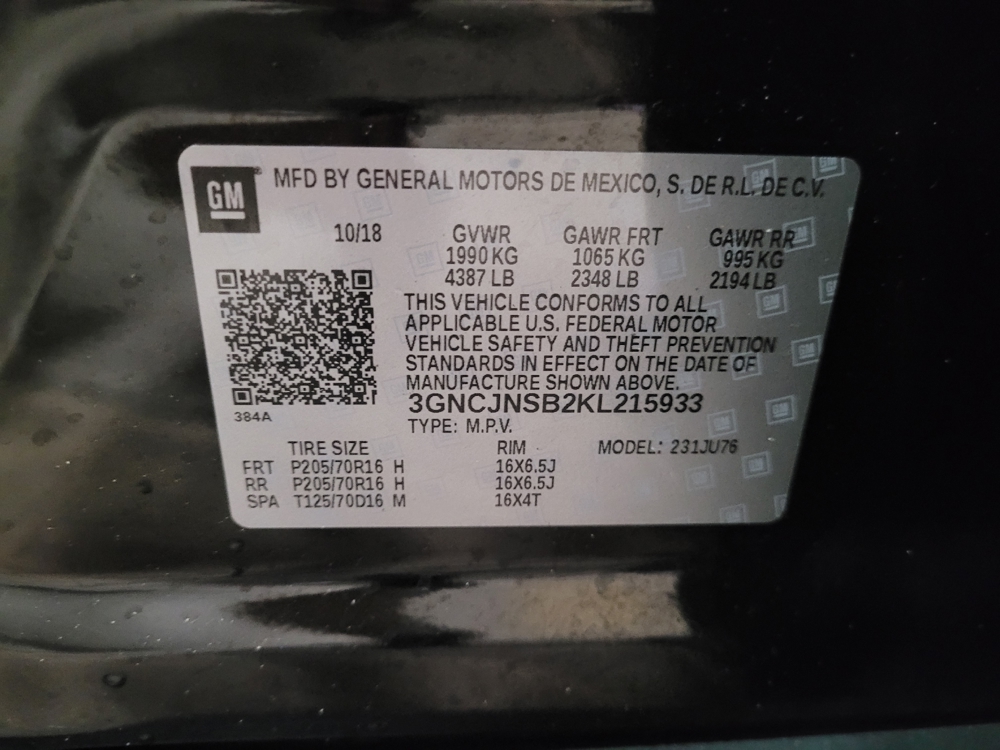 GM MFD BY GENERAL MOTORS DE MEXICO, S. DE R.L. DE C.V.
10/18 GVWR GAWR FRT GAWR RR
1990 KG 1065 KG 995 KG
4387 LB 2348 LB 2194 LB
THIS VEHICLE CONFORMS TO ALL
APPLICABLE U.S. FEDERAL MOTOR
VEHICLE SAFETY AND THEFT PREVENTION
STANDARDS IN EFFECT ON THE DATE OF
MANUFACTURE SHOWN ABOVE.
3GNCJNSB2KL215933
384A
TYPE: M.P.V.
TIRE SIZE RIM MODEL: 231JU76
FRT P205/70R16 H 16X6.5J
RR P205/70R16 H 16X6.5J
SPA T125/70D16 M 16X4T